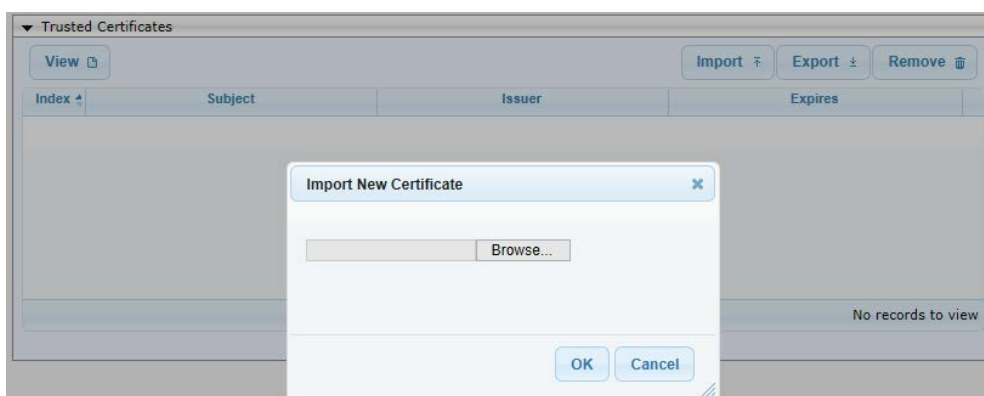 Trusted Certificates
View
Import Export Remove
Index Subject Issuer Expires
Import New Certificate
Browse...
No records to view
OK Cancel